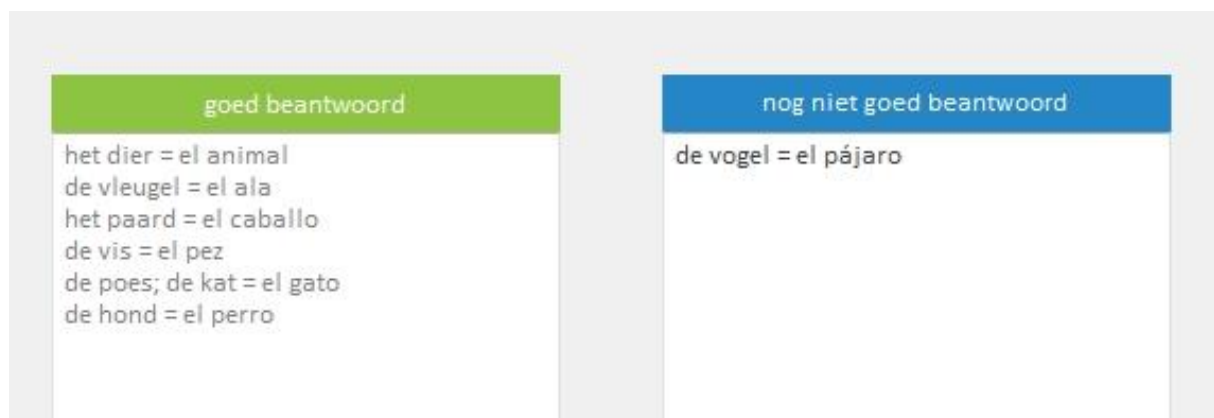 goed beantwoord
het dier = el animal
de vleugel = el ala
het paard = el caballo
de vis = el pez
de poes; de kat = el gato
de hond = el perro
nog niet goed beantwoord
de vogel = el pájaro